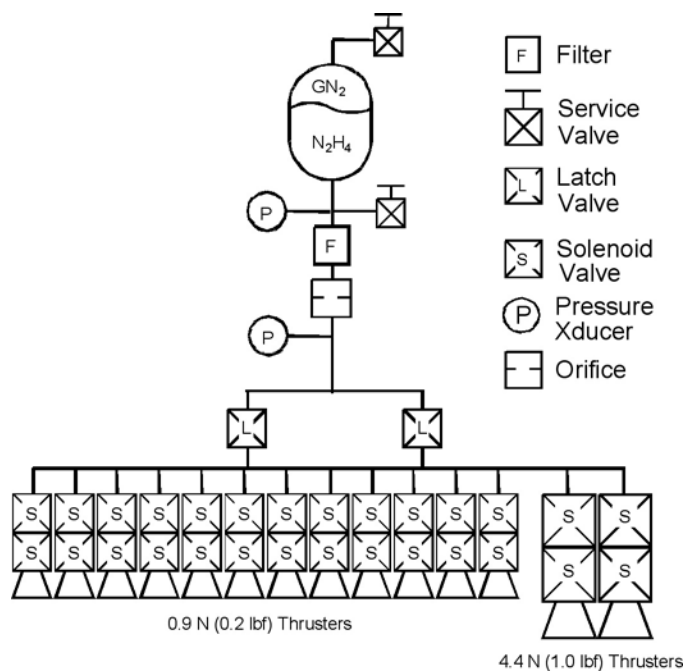 GN₂
N₂H₄
P
F
P
L L
S S S S S S S S S S S S
S S S S S S S S S S S S
0.9 N (0.2 lbf) Thrusters
S S
S S
4.4 N (1.0 lbf) Thrusters
F Filter
Service
Valve
L Latch
Valve
S Solenoid
Valve
P Pressure
Xducer
Orifice